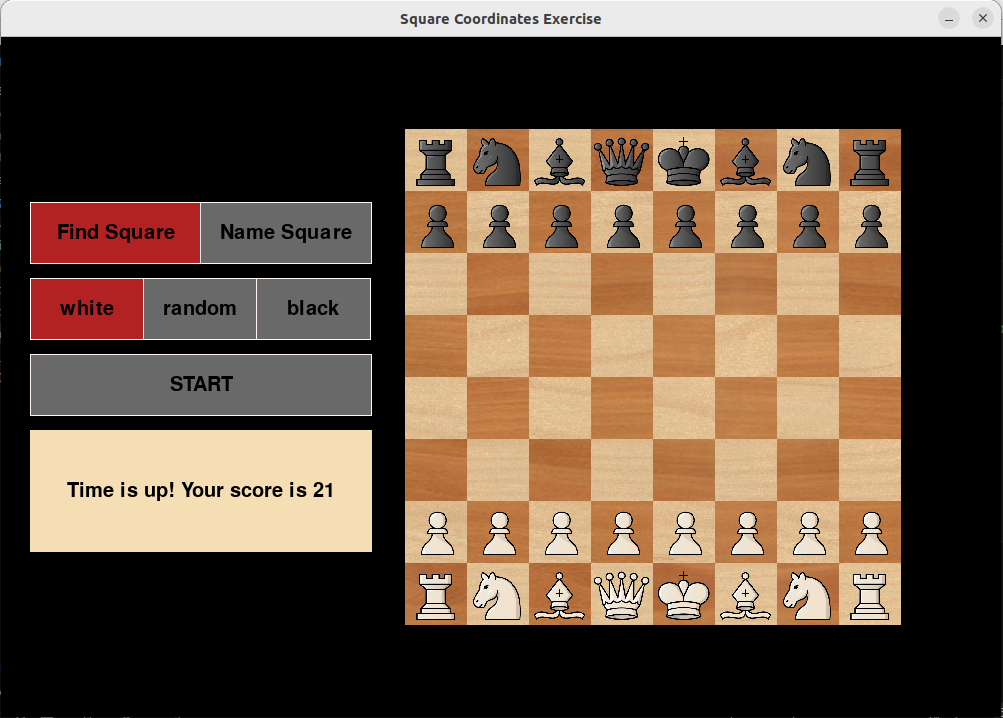 Square Coordinates Exercise
Find Square
Name Square
white
random
black
START
Time is up! Your score is 21